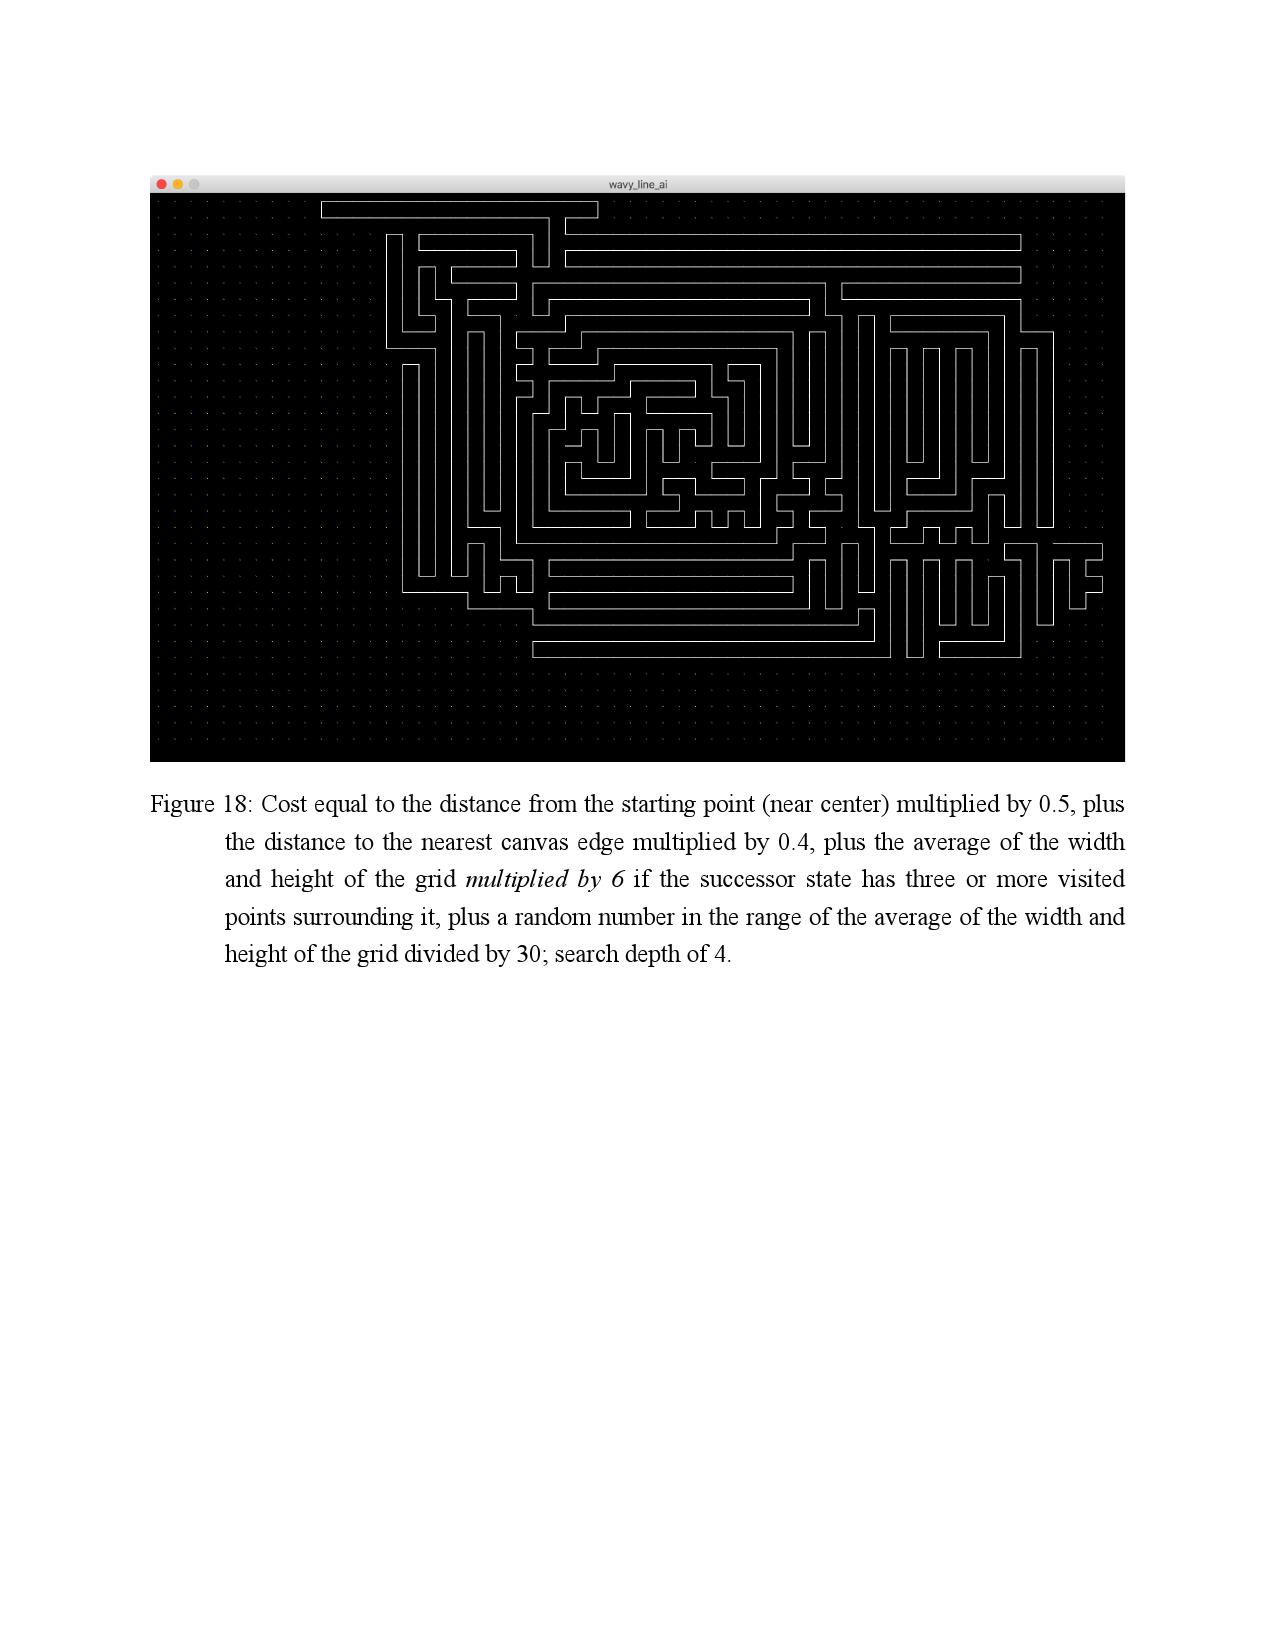 wavy_line_ai
Figure 18: Cost equal to the distance from the starting point (near center) multiplied by 0.5, plus
the distance to the nearest canvas edge multiplied by 0.4, plus the average of the width
and height of the grid multiplied by 6 if the successor state has three or more visited
points surrounding it, plus a random number in the range of the average of the width and
height of the grid divided by 30; search depth of 4.